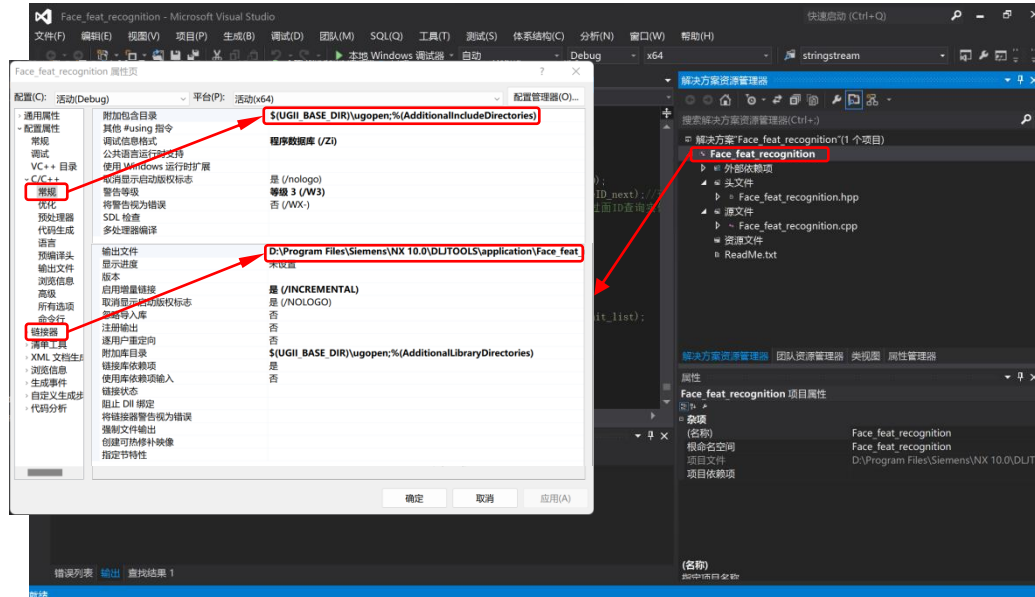 Face_feat_recognition - Microsoft Visual Studio
快速启动 (Ctrl+Q)
文件(F) 编辑(E) 视图(V) 项目(P) 生成(B) 调试(D) 团队(M) SQL(Q) 工具(T) 测试(S) 体系结构(C) 分析(N) 窗口(W) 帮助(H)
本地 Windows 调试器 自动 Debug x64 stringstream
Face_feat_recognition 属性页
配置(C): 活动(Debug) 平台(P): 活动(x64) 配置管理器(O)...
通用属性
配置属性
常规
调试
VC++ 目录
C/C++
常规
优化
预处理器
代码生成
语言
预编译头
输出文件
浏览信息
高级
所有选项
命令行
链接器
清单工具
XML 文档生成
浏览信息
生成事件
自定义生成步
代码分析
附加包含目录 $(UGII_BASE_DIR)\ugopen;%(AdditionalIncludeDirectories)
其他 #using 指令
调试信息格式 程序数据库 (/Zi)
公共语言运行时支持
使用 Windows 运行时扩展
取消显示启动版权标志 是 (/nologo)
警告等级 等级 3 (/W3)
将警告视为错误 否 (/WX-)
SDL 检查
多处理器编译
输出文件 D:\Program Files\Siemens\NX 10.0\DLJTOOLS\application\Face_feat_
显示进度 未设置
版本
启用增量链接 是 (/INCREMENTAL)
取消显示启动版权标志 是 (/NOLOGO)
忽略导入库 否
注册输出 否
逐用户重定向 否
附加库目录 $(UGII_BASE_DIR)\ugopen;%(AdditionalLibraryDirectories)
链接库依赖项 是
使用库依赖项输入 否
链接状态
阻止 Dll 绑定
将链接器警告视为错误
强制文件输出
创建可热修补映像
指定节特性
确定 取消 应用(A)
);
ID_next);//
过面ID查询
it_list);
解决方案资源管理器
搜索解决方案资源管理器(Ctrl+;)
解决方案"Face_feat_recognition"(1 个项目)
Face_feat_recognition
外部依赖项
头文件
Face_feat_recognition.hpp
源文件
Face_feat_recognition.cpp
资源文件
ReadMe.txt
解决方案资源管理器 团队资源管理器 类视图 属性管理器
属性
Face_feat_recognition 项目属性
杂项
(名称) Face_feat_recognition
根命名空间 Face_feat_recognition
项目文件 D:\Program Files\Siemens\NX 10.0\DLJT
项目依赖项
(名称)
指定项目名称
错误列表 输出 查找结果 1
就绪